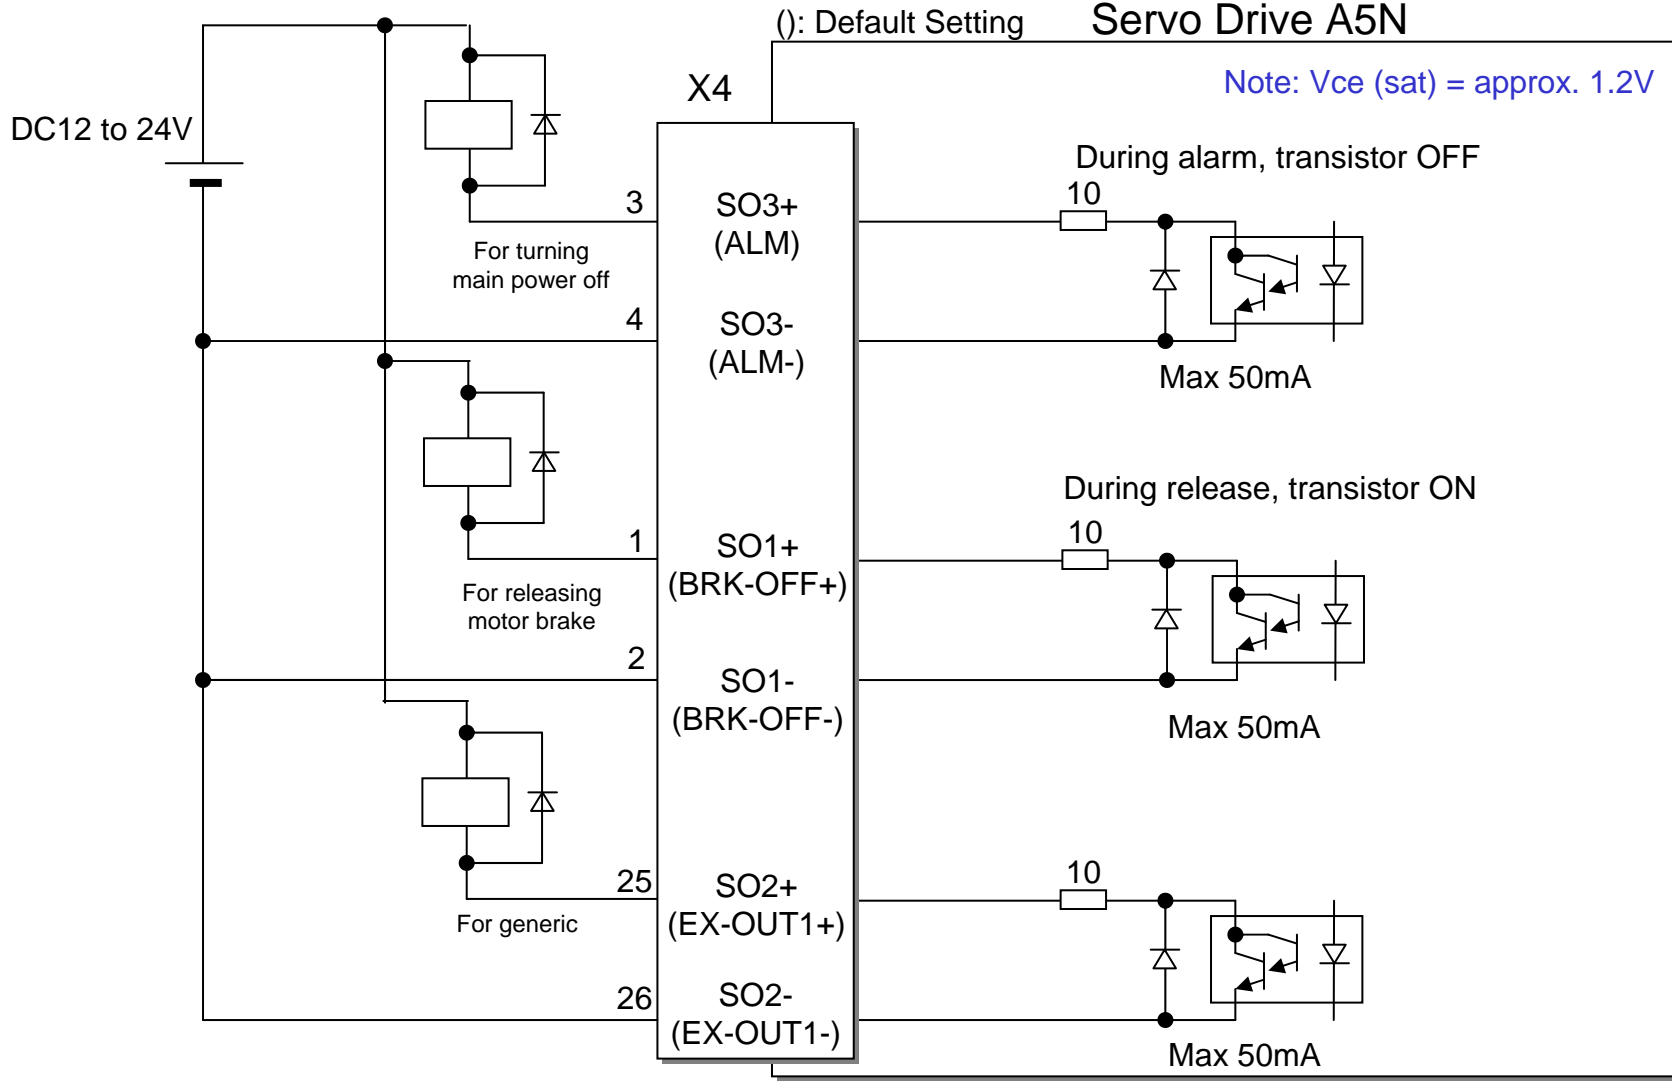 (): Default Setting
Servo Drive A5N
X4
Note: Vce (sat) = approx. 1.2V
DC12 to 24V
During alarm, transistor OFF
10
3
SO3+
(ALM)
For turning
main power off
4
SO3-
(ALM-)
Max 50mA
During release, transistor ON
10
1
SO1+
(BRK-OFF+)
For releasing
motor brake
2
SO1-
(BRK-OFF-)
Max 50mA
10
25
SO2+
(EX-OUT1+)
For generic
26
SO2-
(EX-OUT1-)
Max 50mA